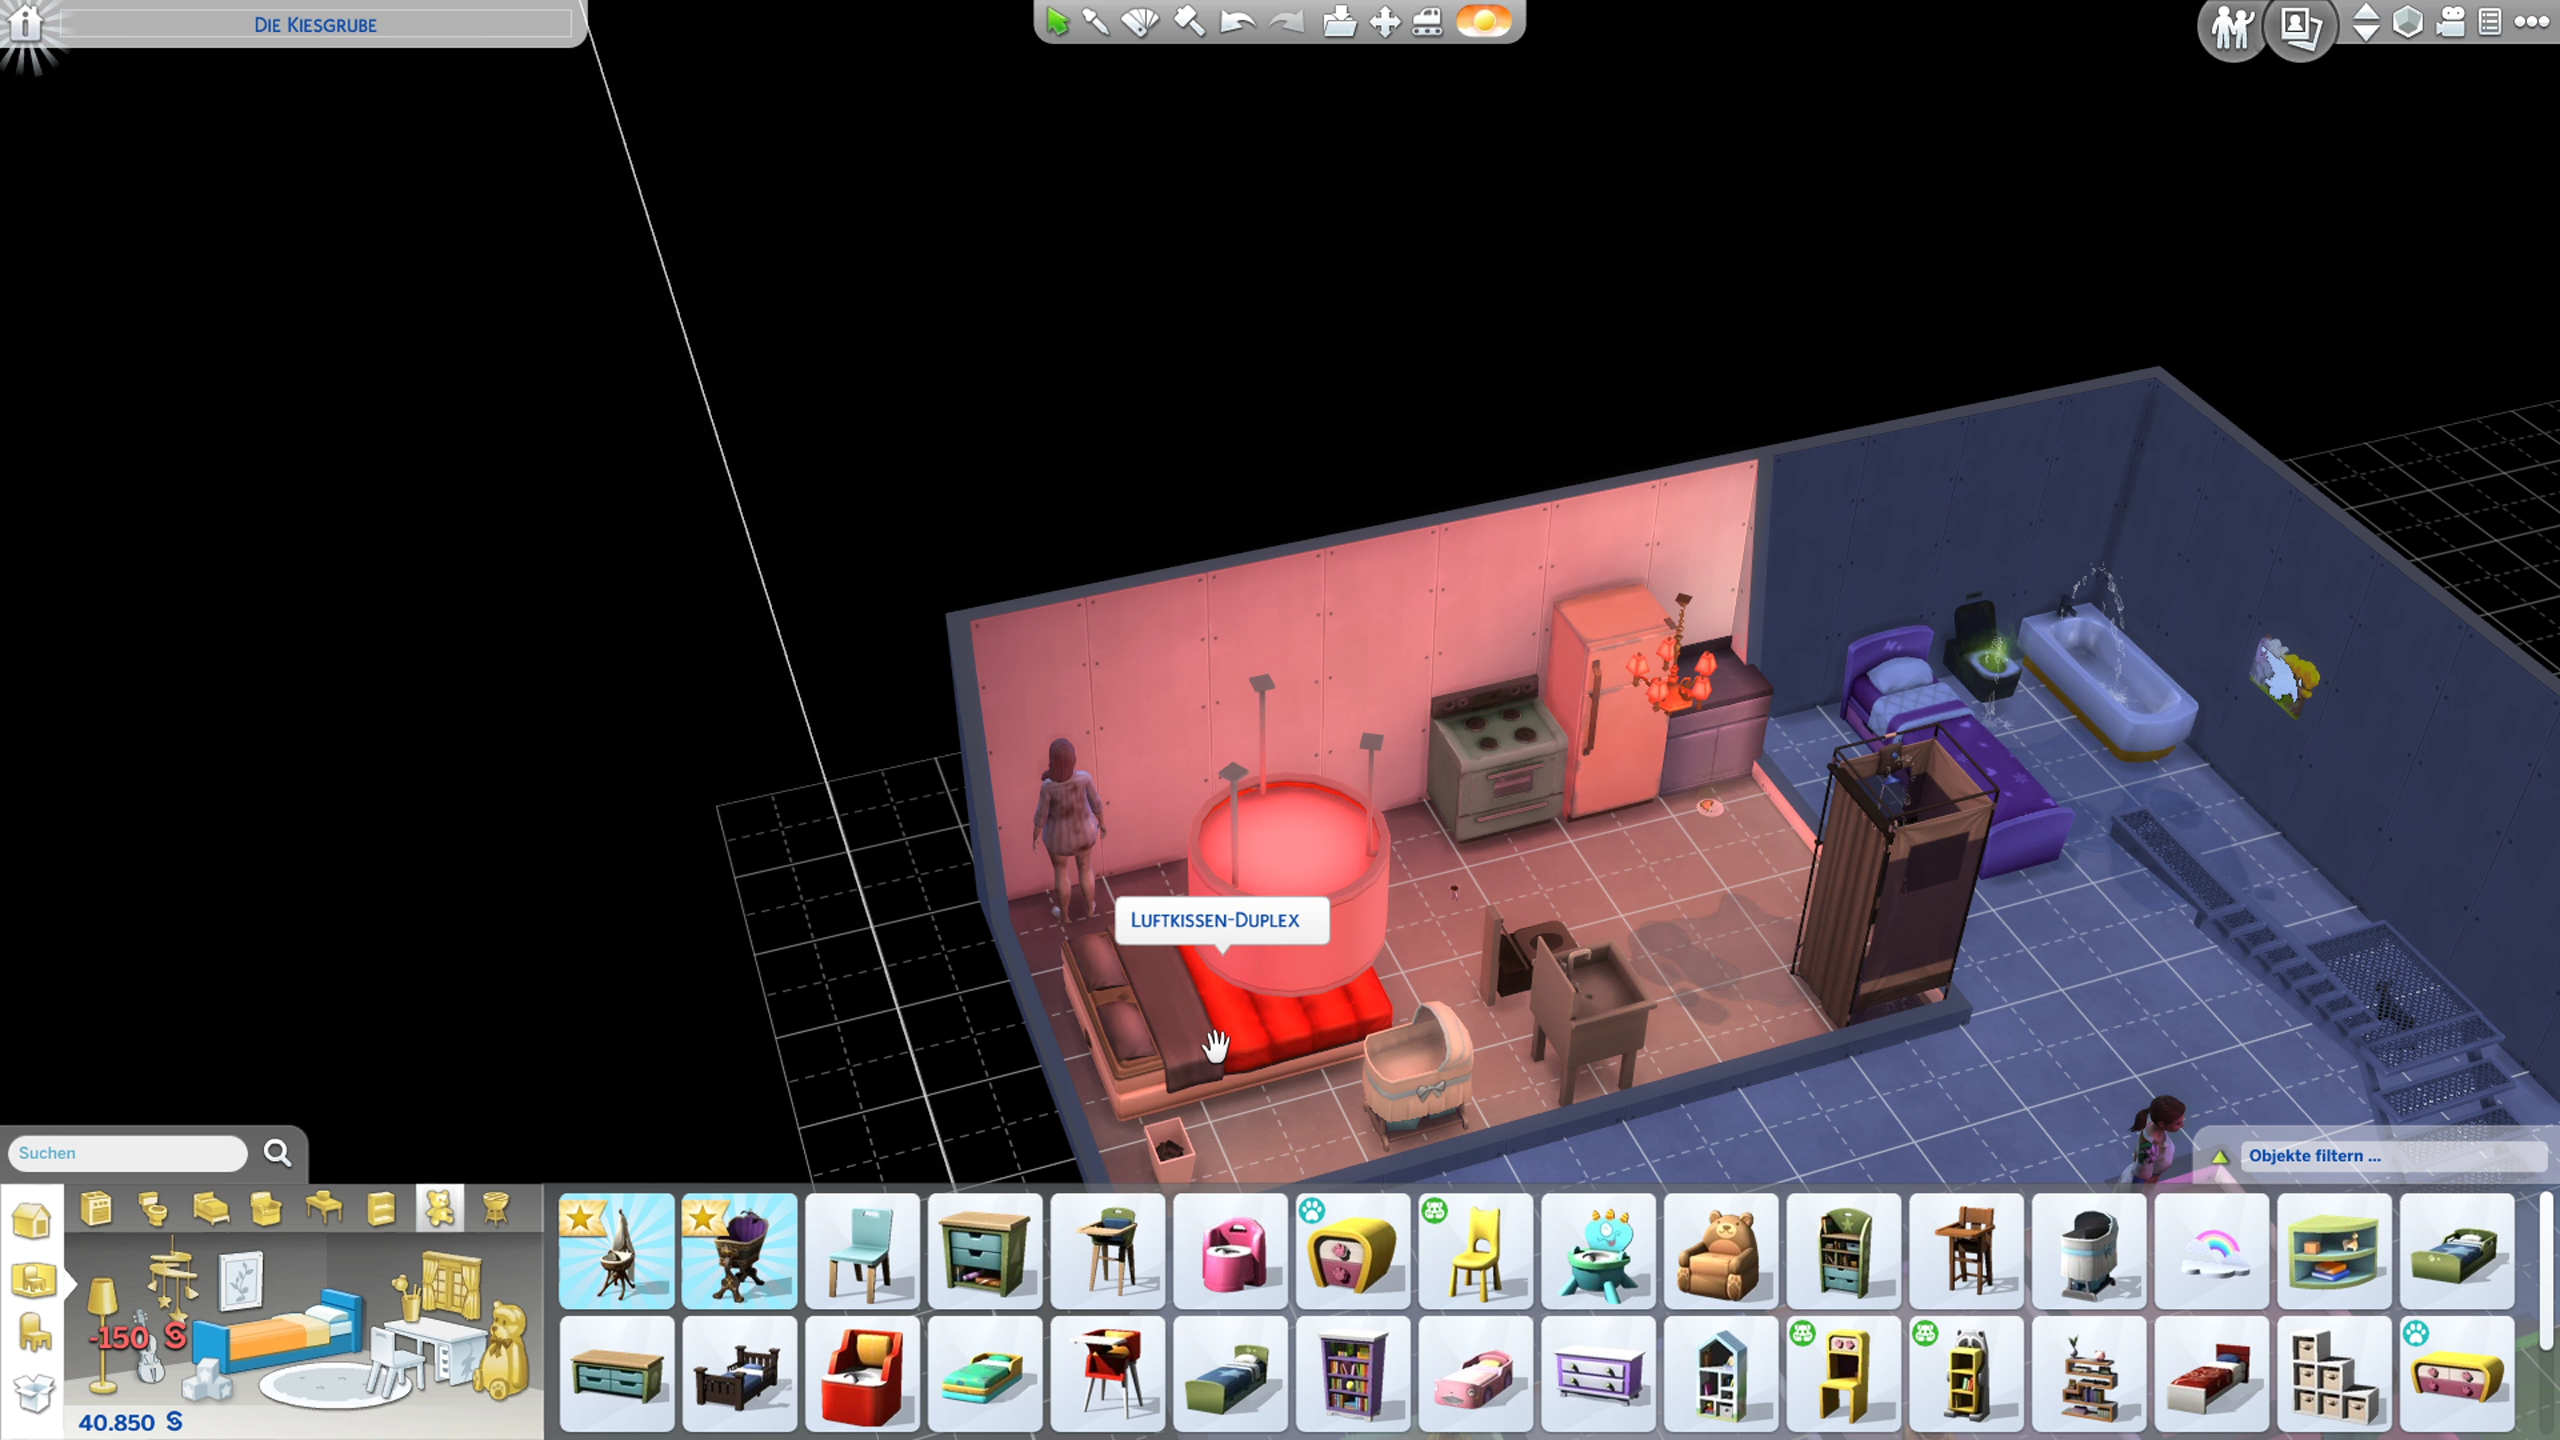 DIE KIESGRUBE
LUFTKISSEN-DUPLEX
Suchen
Objekte filtern ...
-150 S
40.850 S